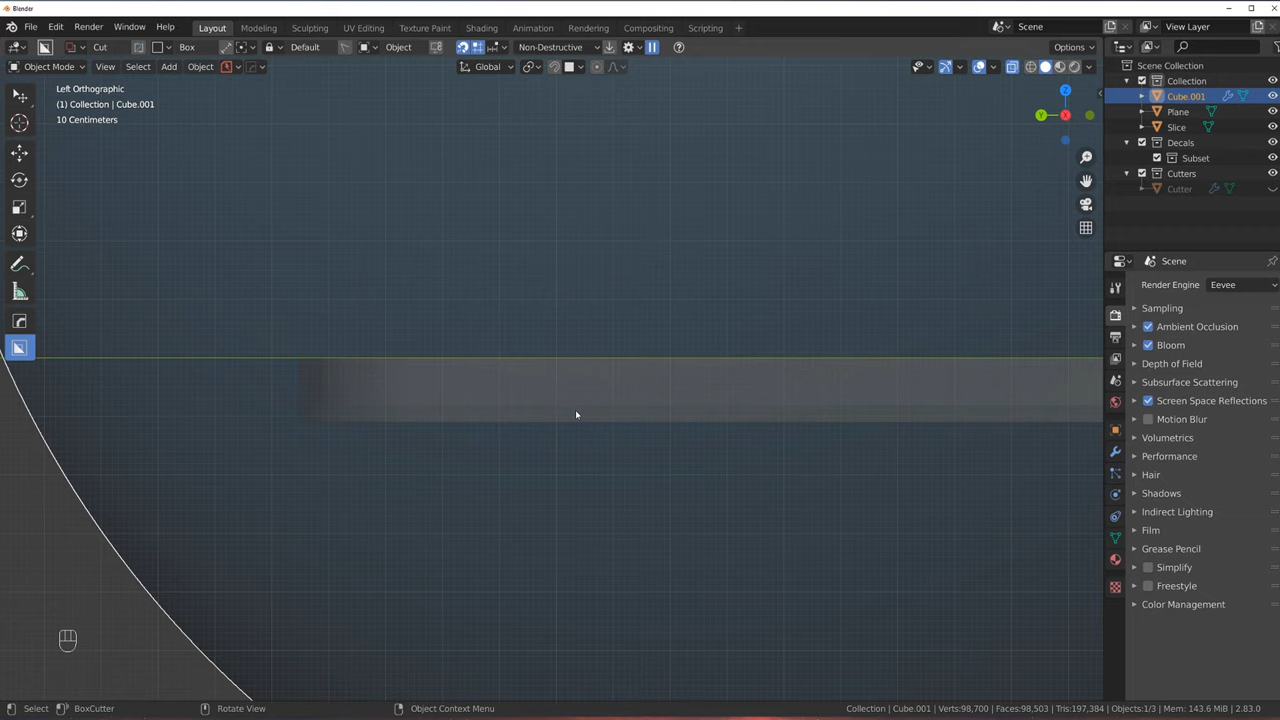 Blender
File Edit Render Window Help Layout Modeling Sculpting UV Editing Texture Paint Shading Animation Rendering Compositing Scripting + Scene View Layer
Cut Box Default Object Non-Destructive Options
Object Mode View Select Add Object Global
Left Orthographic
(1) Collection | Cube.001
10 Centimeters
Z
Y
X
Scene Collection
Collection
Cube.001
Plane
Slice
Decals
Subset
Cutters
Cutter
Scene
Render Engine Eevee
Sampling
Ambient Occlusion
Bloom
Depth of Field
Subsurface Scattering
Screen Space Reflections
Motion Blur
Volumetrics
Performance
Hair
Shadows
Indirect Lighting
Film
Grease Pencil
Simplify
Freestyle
Color Management
Select BoxCutter Rotate View Object Context Menu Collection | Cube.001 | Verts:98,700 | Faces:98,503 | Tris:197,384 | Objects:1/3 | Mem: 143.6 MiB | 2.83.0